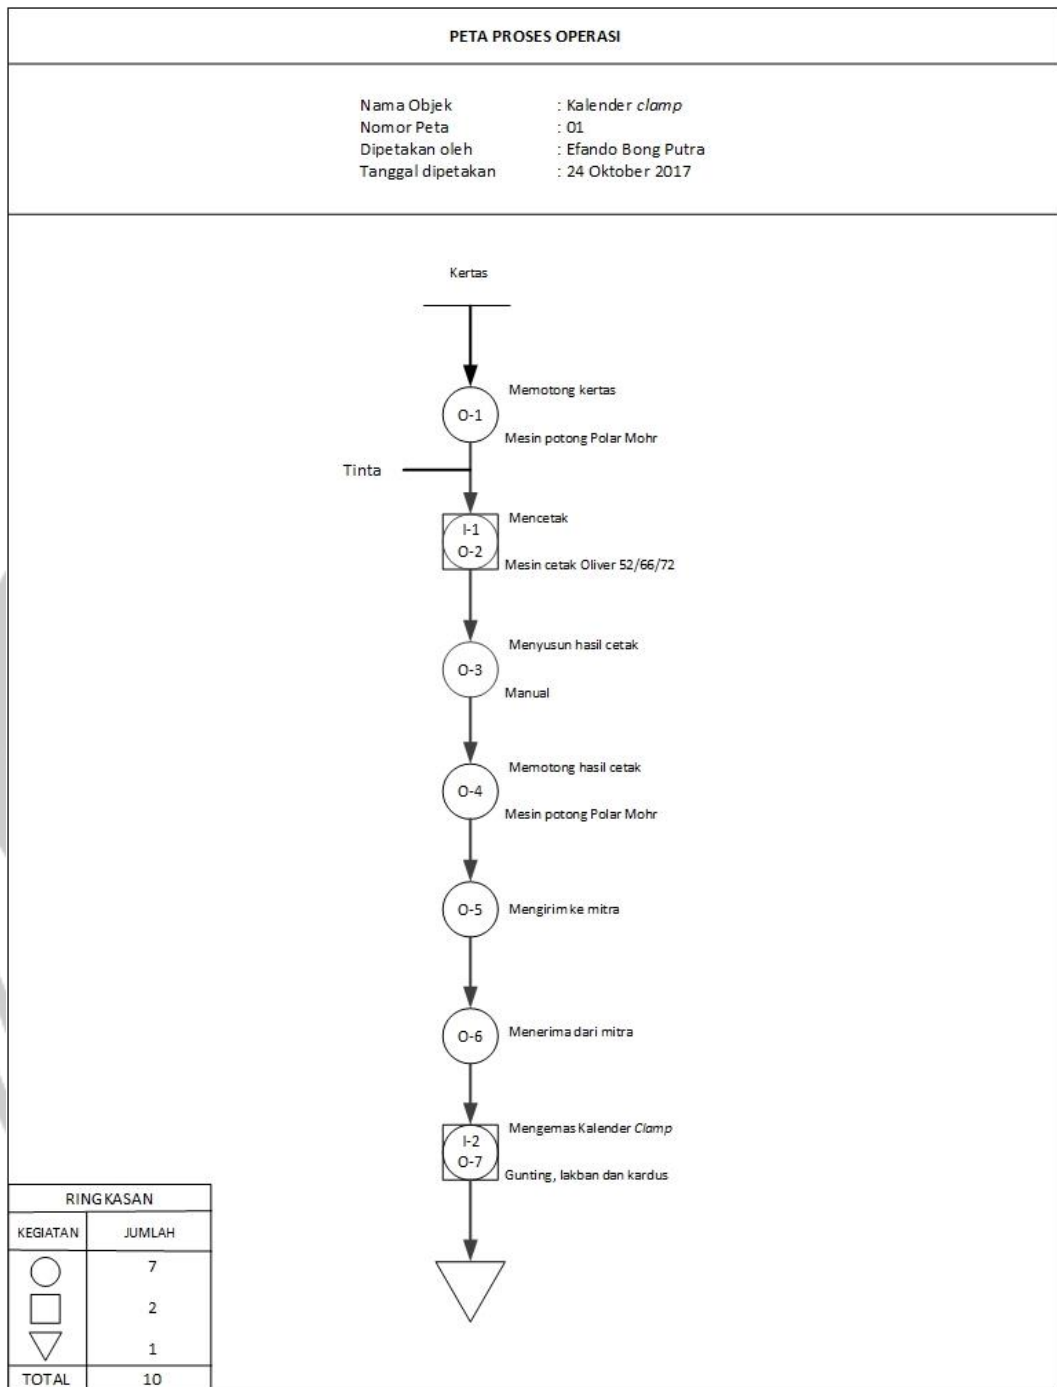 PETA PROSES OPERASI
Nama Objek : Kalender clamp
Nomor Peta : 01
Dipetakan oleh : Efando Bong Putra
Tanggal dipetakan : 24 Oktober 2017
Kertas
Memotong kertas
O-1
Mesin potong Polar Mohr
Tinta
Mencetak
I-1
O-2
Mesin cetak Oliver 52/66/72
Menyusun hasil cetak
O-3
Manual
Memotong hasil cetak
O-4
Mesin potong Polar Mohr
O-5 Mengirim ke mitra
O-6 Menerima dari mitra
Mengemas Kalender Clamp
I-2
O-7
Gunting, lakban dan kardus
RINGKASAN
KEGIATAN JUMLAH
7
2
1
TOTAL 10